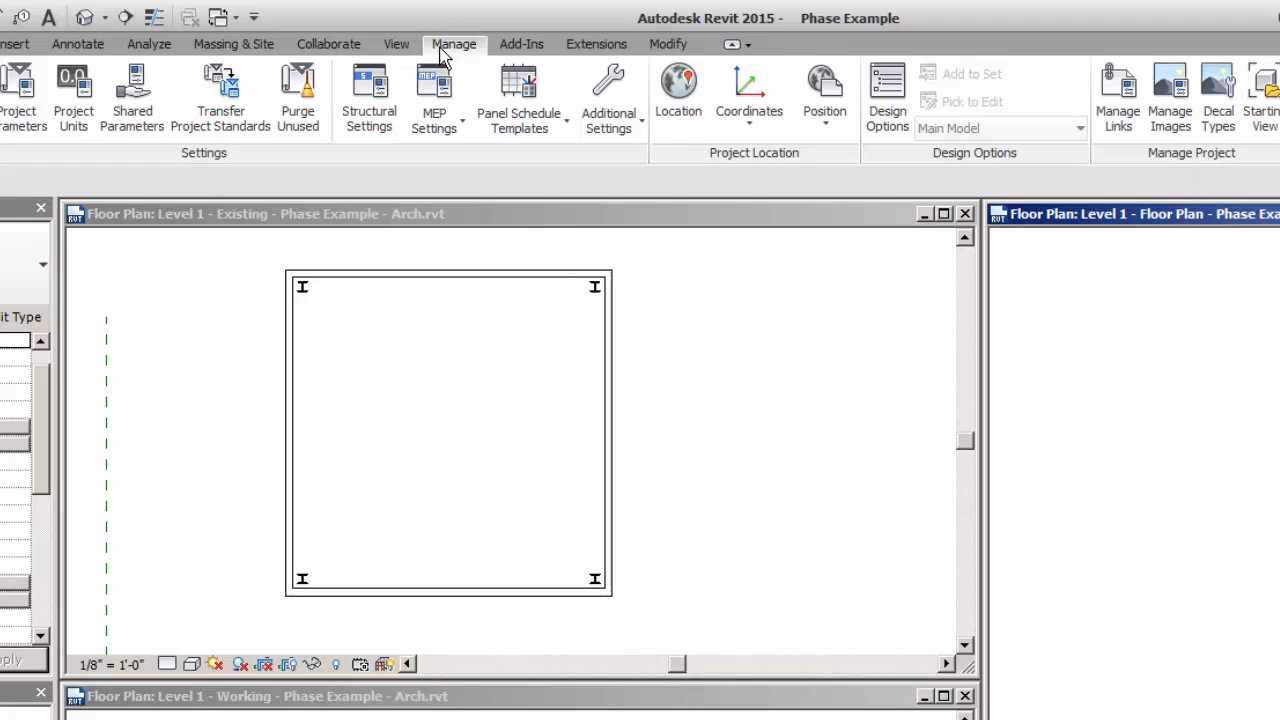 A
Autodesk Revit 2015 - Phase Example
nsert Annotate Analyze Massing & Site Collaborate View Manage Add-Ins Extensions Modify
Project
arameters
Project
Units
Shared
Parameters
Transfer
Project Standards
Purge
Unused
Structural
Settings
MEP
Settings
Panel Schedule
Templates
Additional
Settings
Location
Coordinates
Position
Design
Options
Add to Set
Pick to Edit
Main Model
Manage
Links
Manage
Images
Decal
Types
Startin
View
Settings
Project Location
Design Options
Manage Project
Floor Plan: Level 1 - Existing - Phase Example - Arch.rvt
Floor Plan: Level 1 - Floor Plan - Phase Exa
it Type
1/8" = 1'-0"
pply
Floor Plan: Level 1 - Working - Phase Example - Arch.rvt